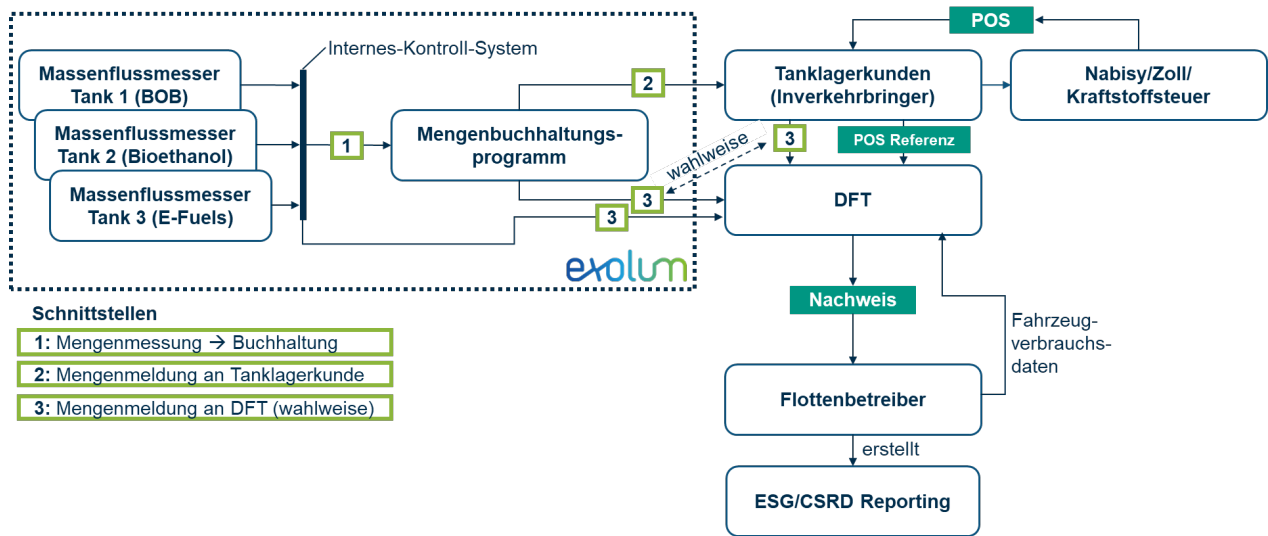 POS
Internes-Kontroll-System
Massenflussmesser
Tank 1 (BOB)
Massenflussmesser
Tank 2 (Bioethanol)
Massenflussmesser
Tank 3 (E-Fuels)
1
Mengenbuchhaltungs-
programm
2
Tanklagerkunden
(Inverkehrbringer)
Nabisy/Zoll/
Kraftstoffsteuer
wahlweise
3
POS Referenz
3
3
DFT
exolum
Nachweis
Fahrzeug-
verbrauchs-
daten
Schnittstellen
1: Mengenmessung → Buchhaltung
2: Mengenmeldung an Tanklagerkunde
3: Mengenmeldung an DFT (wahlweise)
Flottenbetreiber
erstellt
ESG/CSRD Reporting